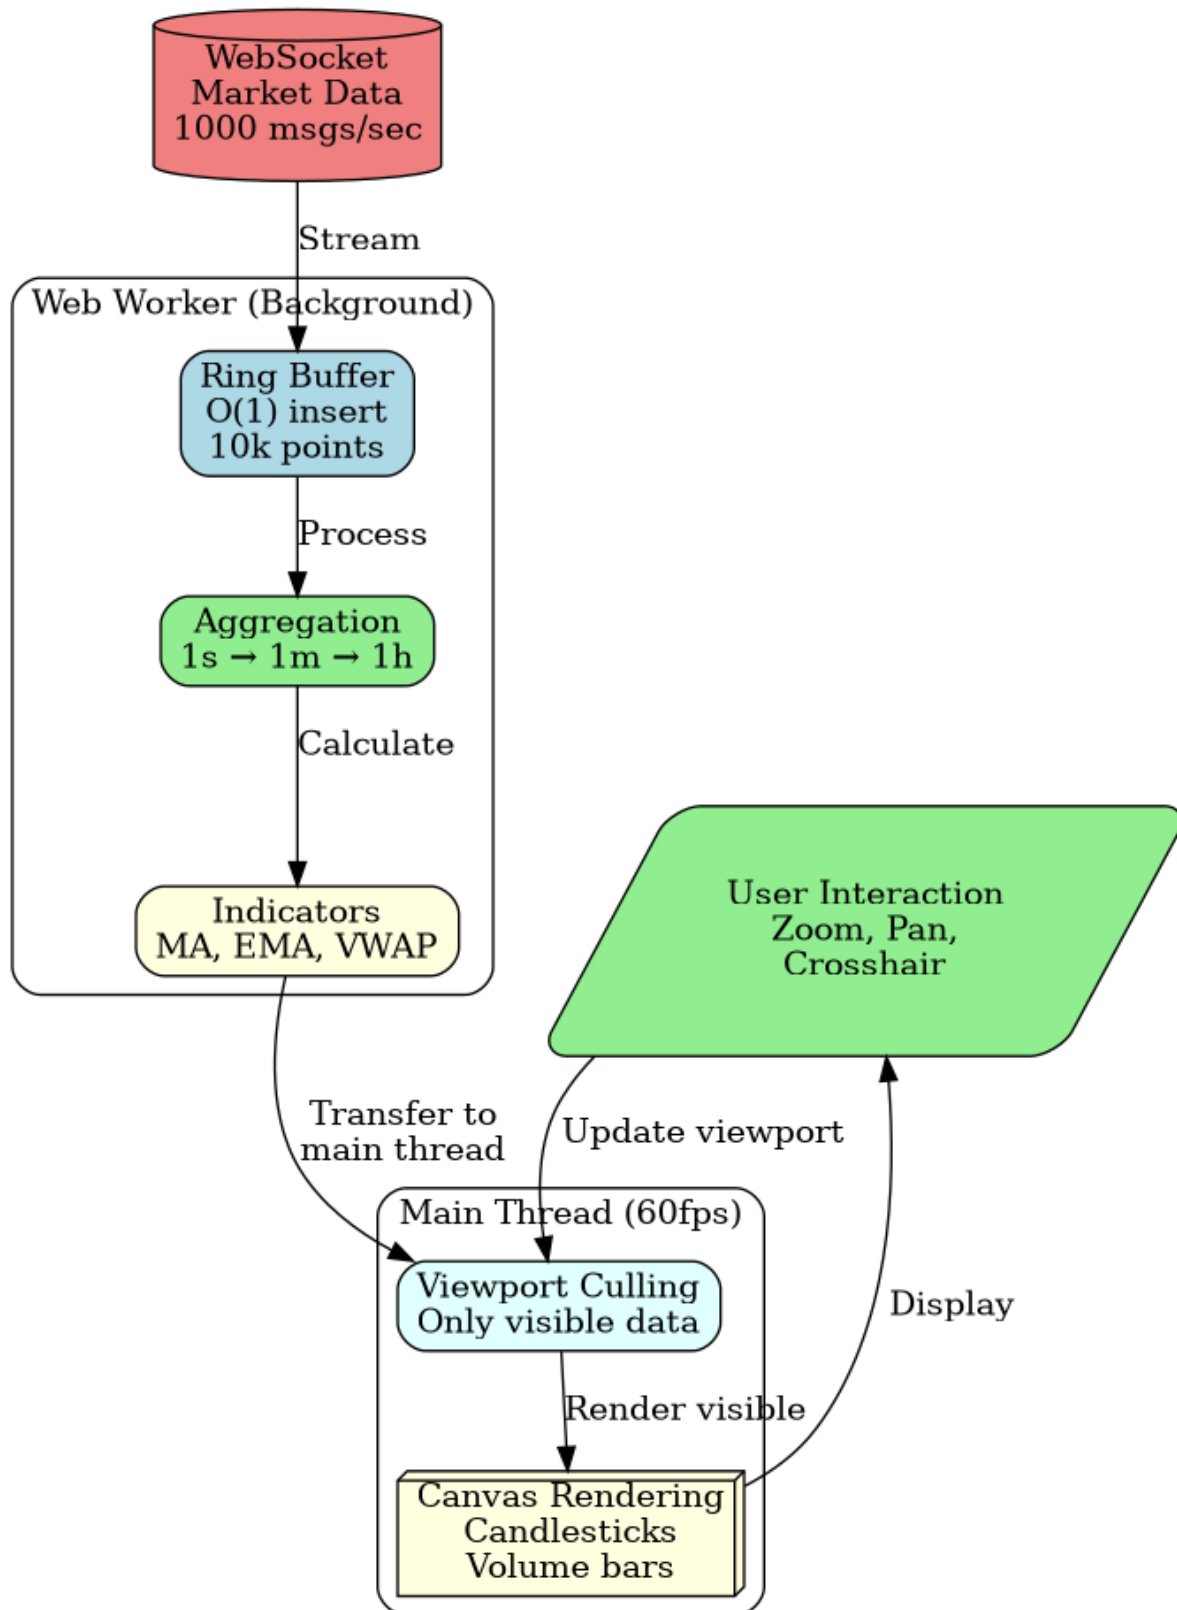 WebSocket
Market Data
1000 msgs/sec
Stream
Web Worker (Background)
Ring Buffer
O(1) insert
10k points
Process
Aggregation
1s → 1m → 1h
Calculate
Indicators
MA, EMA, VWAP
User Interaction
Zoom, Pan,
Crosshair
Transfer to
main thread
Update viewport
Main Thread (60fps)
Viewport Culling
Only visible data
Display
Render visible
Canvas Rendering
Candlesticks
Volume bars